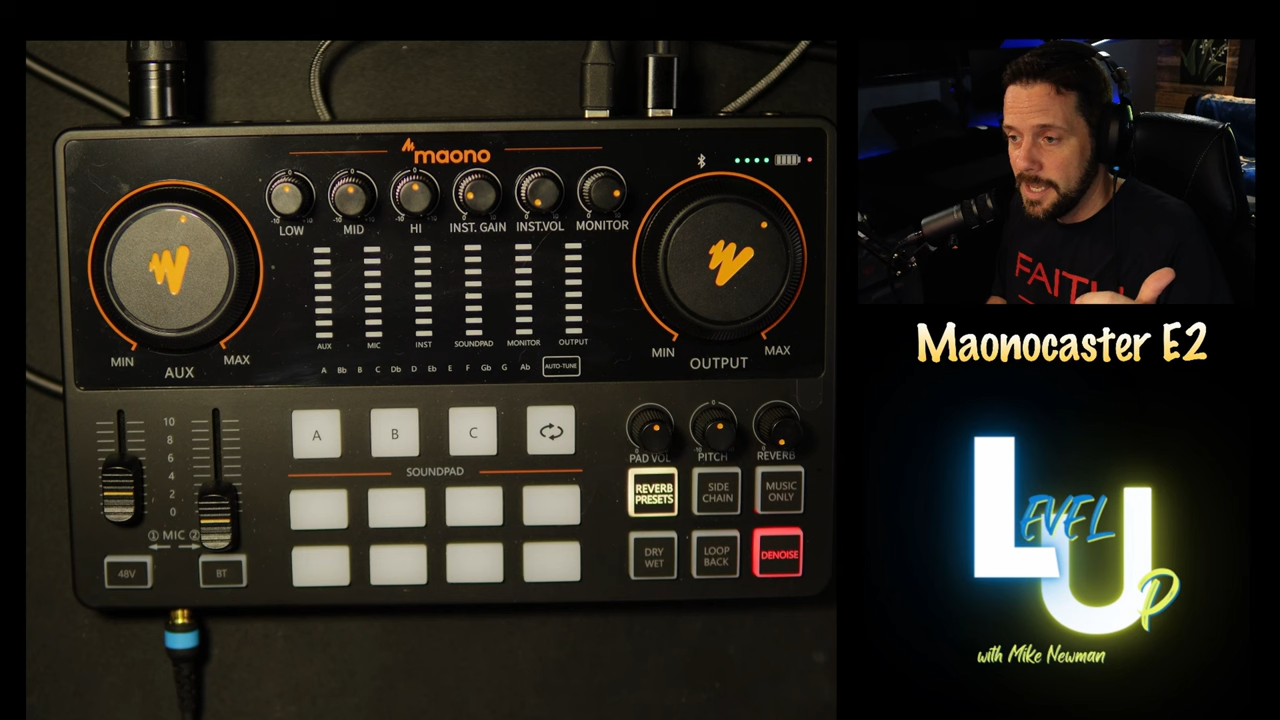 maono
LOW
MID
HI
INST. GAIN
INST.VOL
MONITOR
MIN
MAX
AUX
AUX
MIC
INST
SOUNDPAD
MONITOR
OUTPUT
A Bb B C Db D Eb E F Gb G Ab
AUTO-TUNE
MIN
MAX
OUTPUT
10
8
6
4
2
0
① MIC ②
48V
BT
A
B
C
SOUNDPAD
PAD VOL
PITCH
REVERB
REVERB
PRESETS
SIDE
CHAIN
MUSIC
ONLY
DRY
WET
LOOP
BACK
DENOISE
FAITH
Maonocaster E2
LEVEL
UP
with Mike Newman